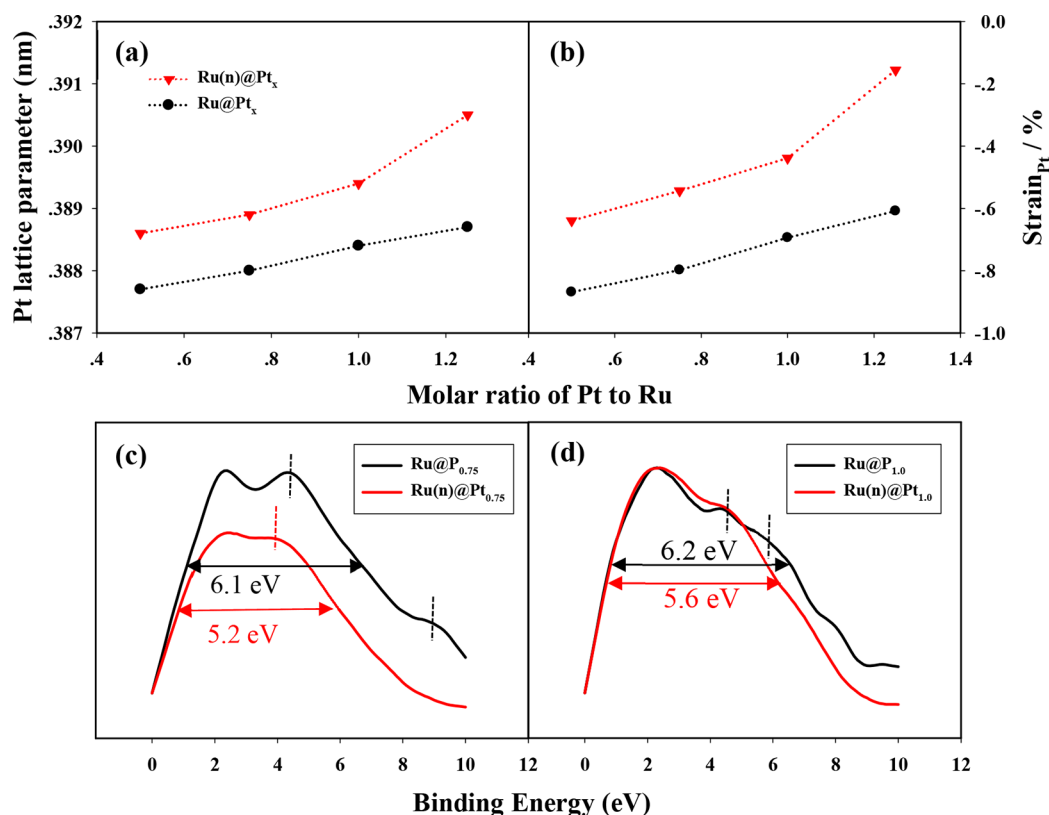 .392
.391
.390
.389
.388
.387
Pt lattice parameter (nm)
(a)
Ru(n)@Ptx
Ru@Ptx
.4
.6
.8
1.0
1.2
(b)
0.0
-.2
-.4
-.6
-.8
-1.0
StrainPt / %
.4
.6
.8
1.0
1.2
1.4
Molar ratio of Pt to Ru
(c)
Ru@P0.75
Ru(n)@Pt0.75
6.1 eV
5.2 eV
0
2
4
6
8
10
12
(d)
Ru@P1.0
Ru(n)@Pt1.0
6.2 eV
5.6 eV
0
2
4
6
8
10
12
Binding Energy (eV)